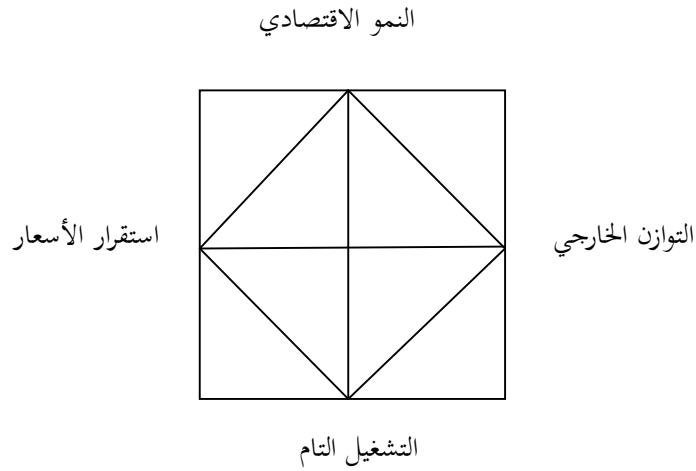 النمو الاقتصادي
التوازن الخارجي
استقرار الأسعار
التشغيل التام